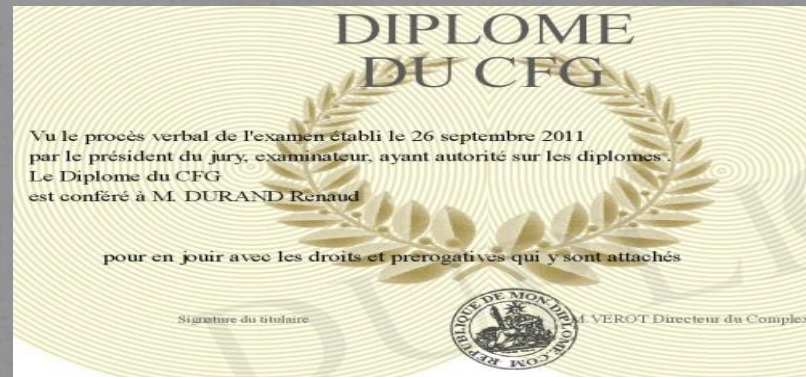 DIPLOME
DU CFG
Vu le procès verbal de l'examen établi le 26 septembre 2011
par le président du jury, examinateur, ayant autorité sur les diplomes.
Le Diplome du CFG
est conféré à M. DURAND Renaud
pour en jouir avec les droits et prerogatives qui y sont attachés
Signature du titulaire
M. VEROT Directeur du Complex
REPUBLIQUE DE MON-DIPLOME.COM